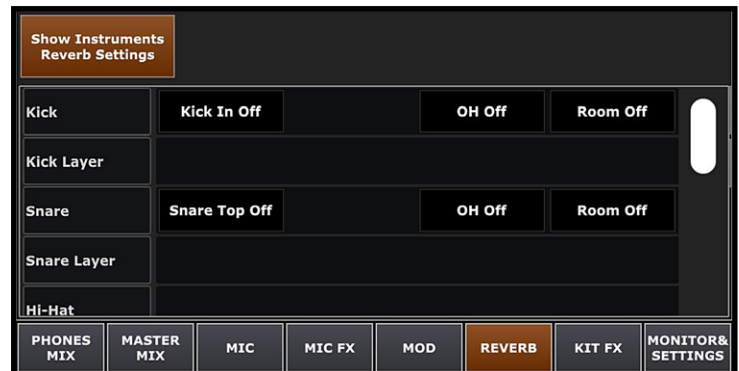 Show Instruments
Reverb Settings
Kick
Kick In Off
OH Off
Room Off
Kick Layer
Snare
Snare Top Off
OH Off
Room Off
Snare Layer
Hi-Hat
PHONES
MIX
MASTER
MIX
MIC
MIC FX
MOD
REVERB
KIT FX
MONITOR&
SETTINGS